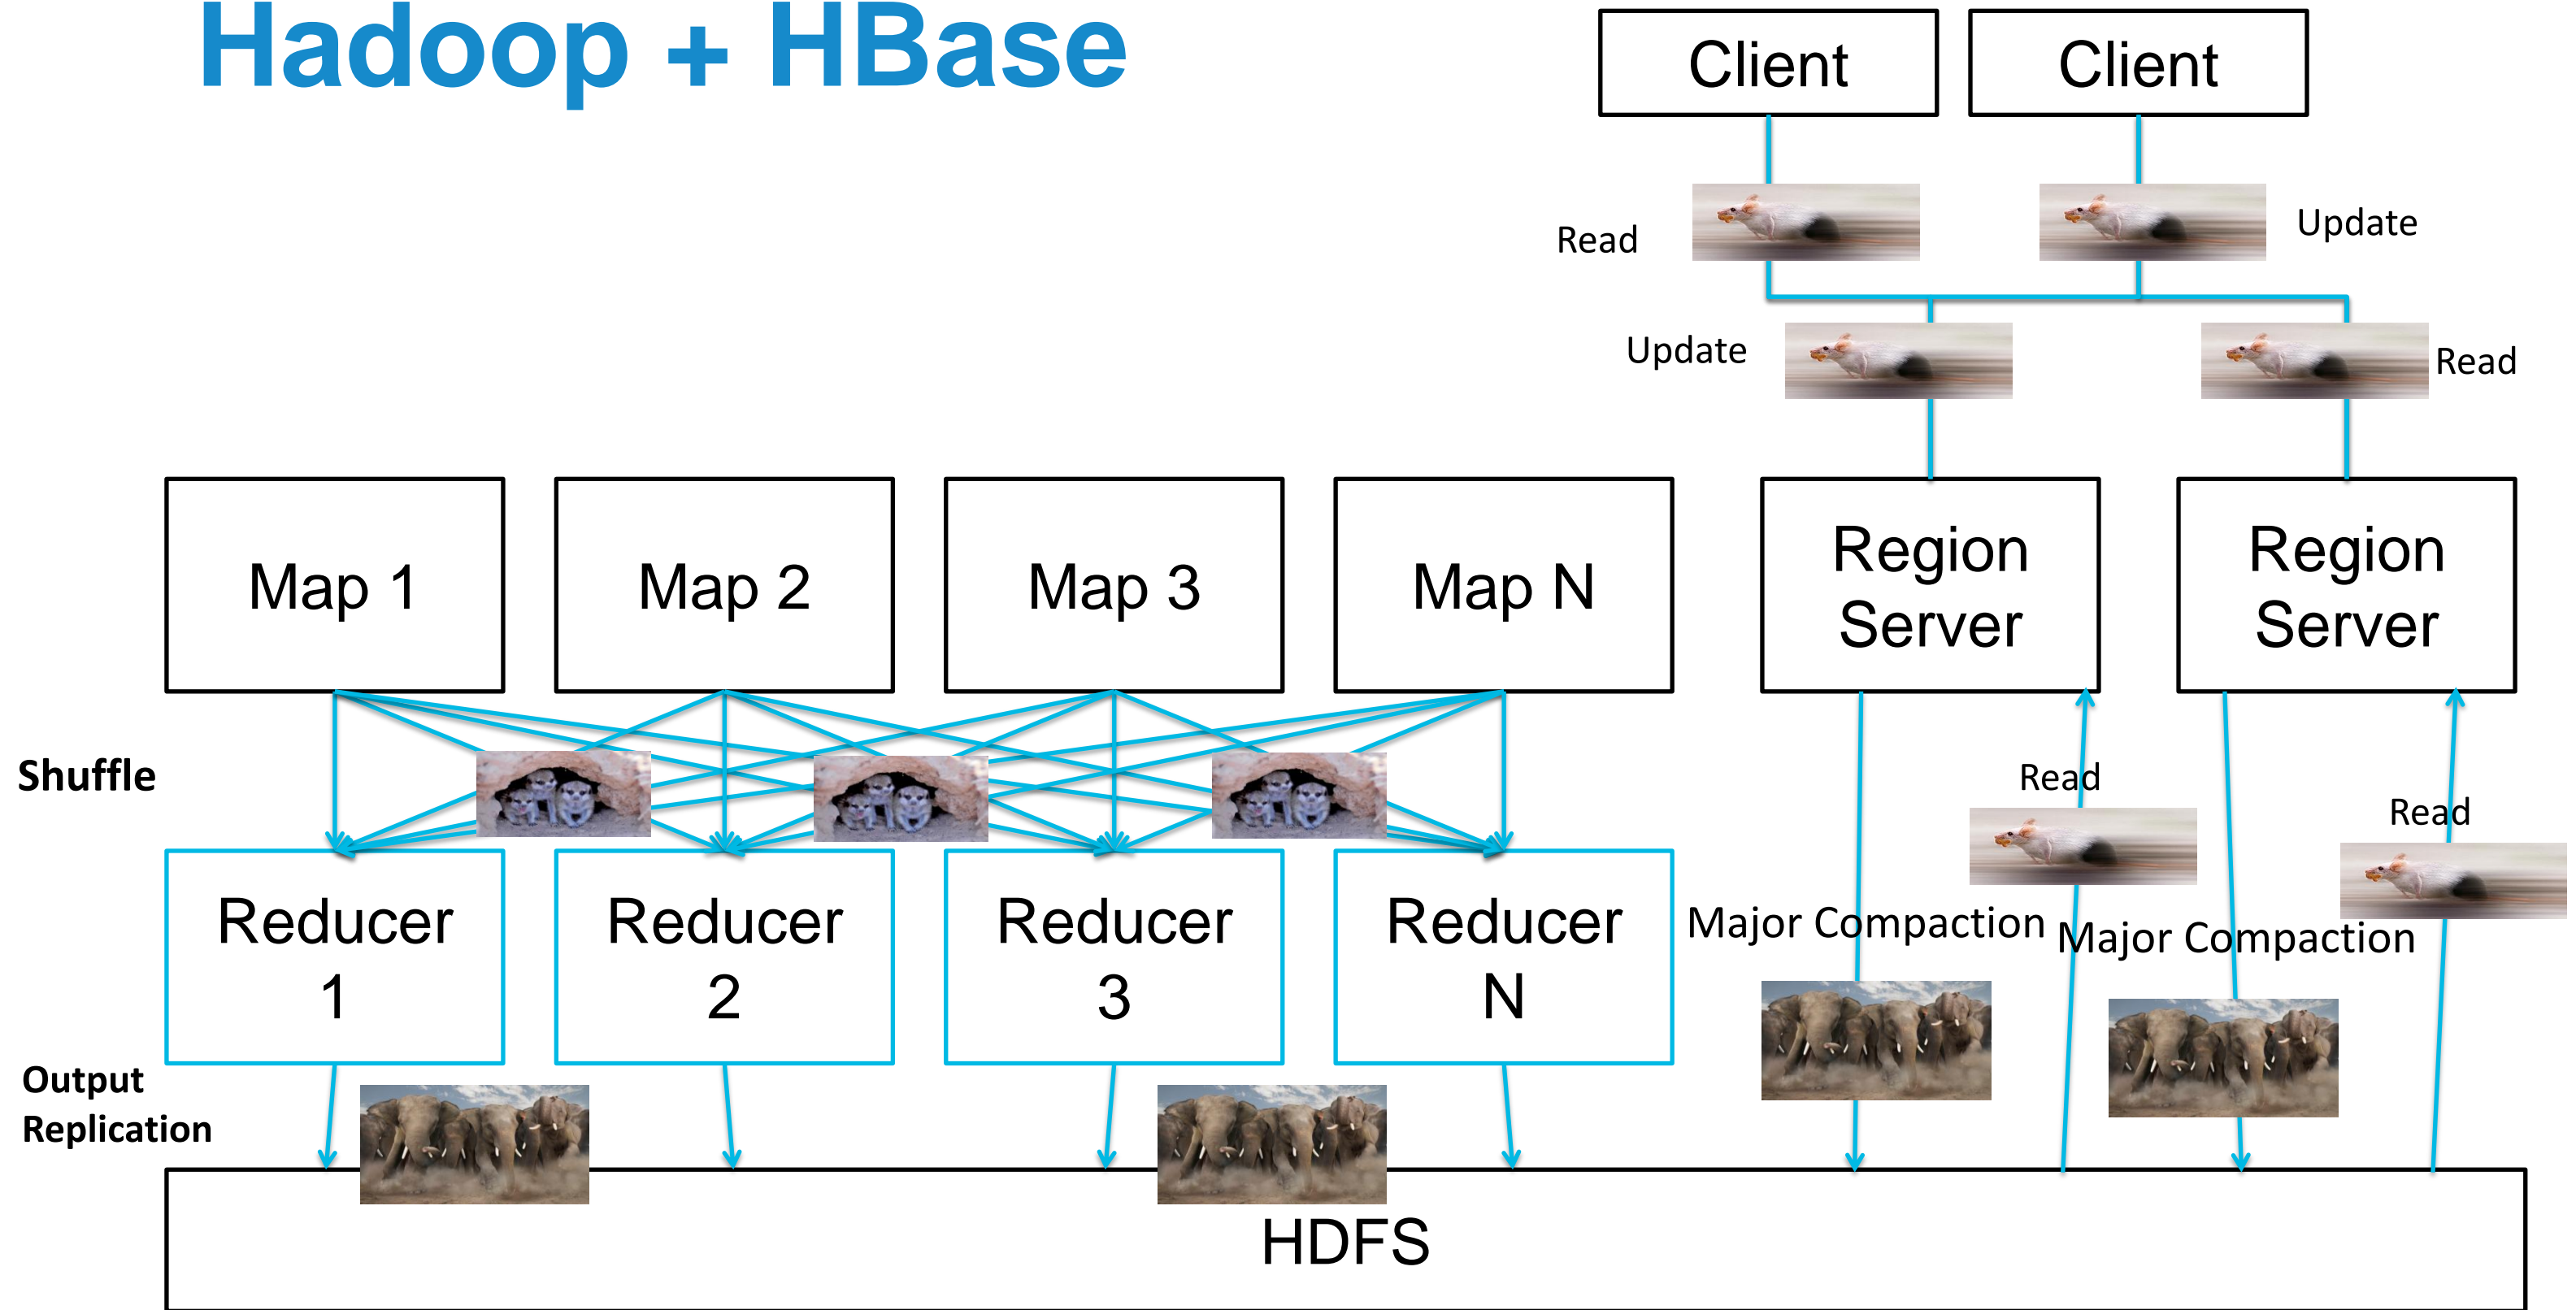 Hadoop + HBase
Client
Client
Read
Update
Update
Read
Map 1
Map 2
Map 3
Map N
Region
Server
Region
Server
Shuffle
Read
Read
Reducer
1
Reducer
2
Reducer
3
Reducer
N
Major Compaction
Major Compaction
Output
Replication
HDFS